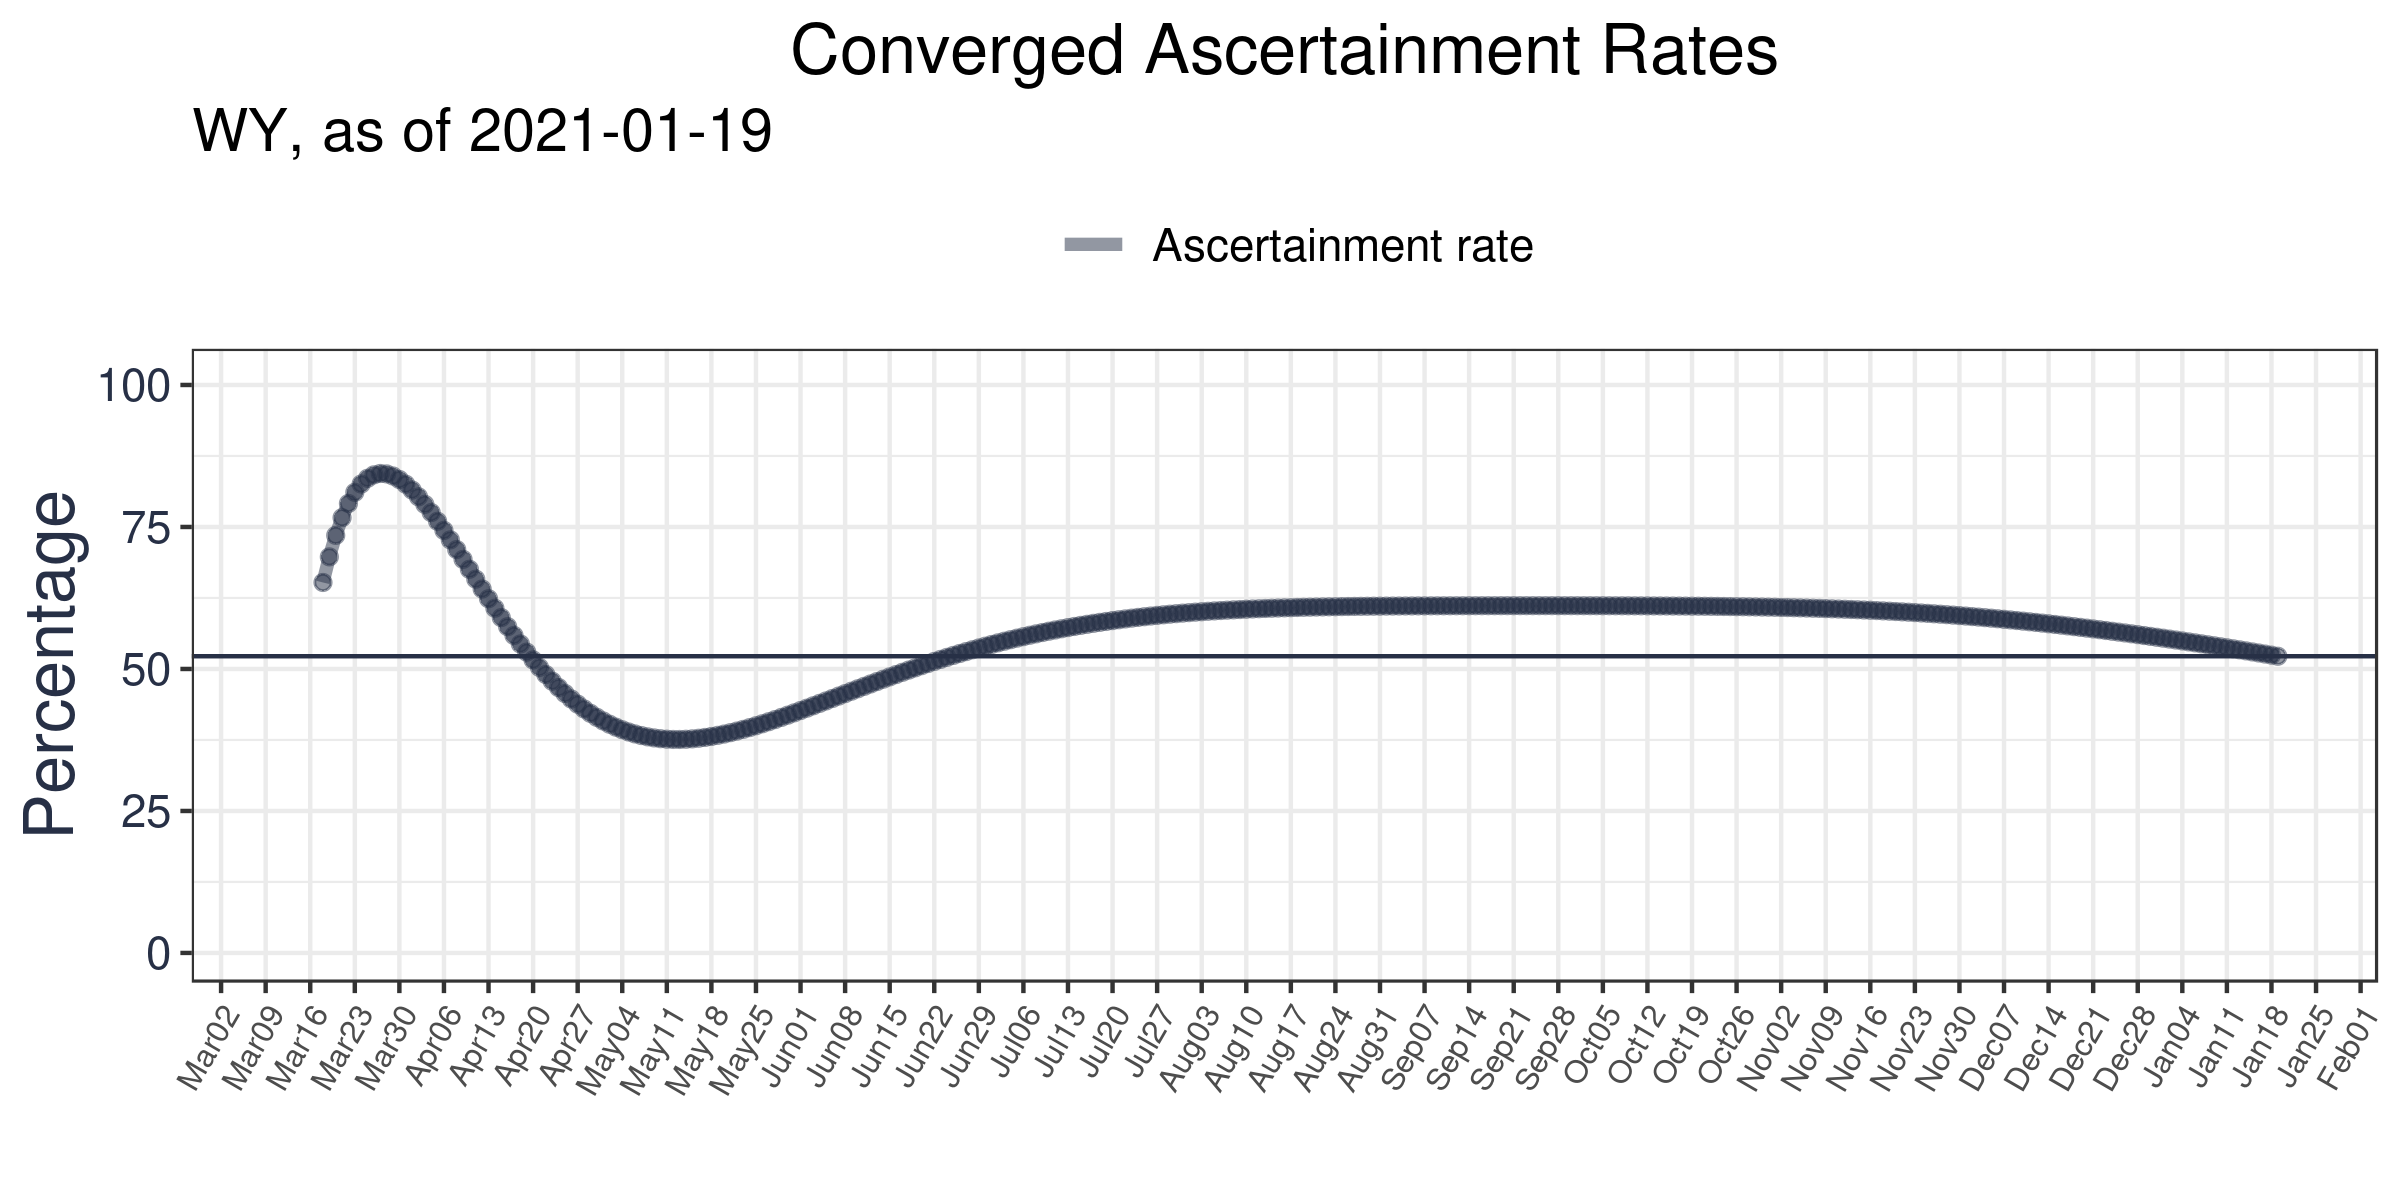 Converged Ascertainment Rates
WY, as of 2021-01-19
Ascertainment rate
Percentage
100
75
50
25
0
Mar02 Mar09 Mar16 Mar23 Mar30 Apr06 Apr13 Apr20 Apr27 May04 May11 May18 May25 Jun01 Jun08 Jun15 Jun22 Jun29 Jul06 Jul13 Jul20 Jul27 Aug03 Aug10 Aug17 Aug24 Aug31 Sep07 Sep14 Sep21 Sep28 Oct05 Oct12 Oct19 Oct26 Nov02 Nov09 Nov16 Nov23 Nov30 Dec07 Dec14 Dec21 Dec28 Jan04 Jan11 Jan18 Jan25 Feb01